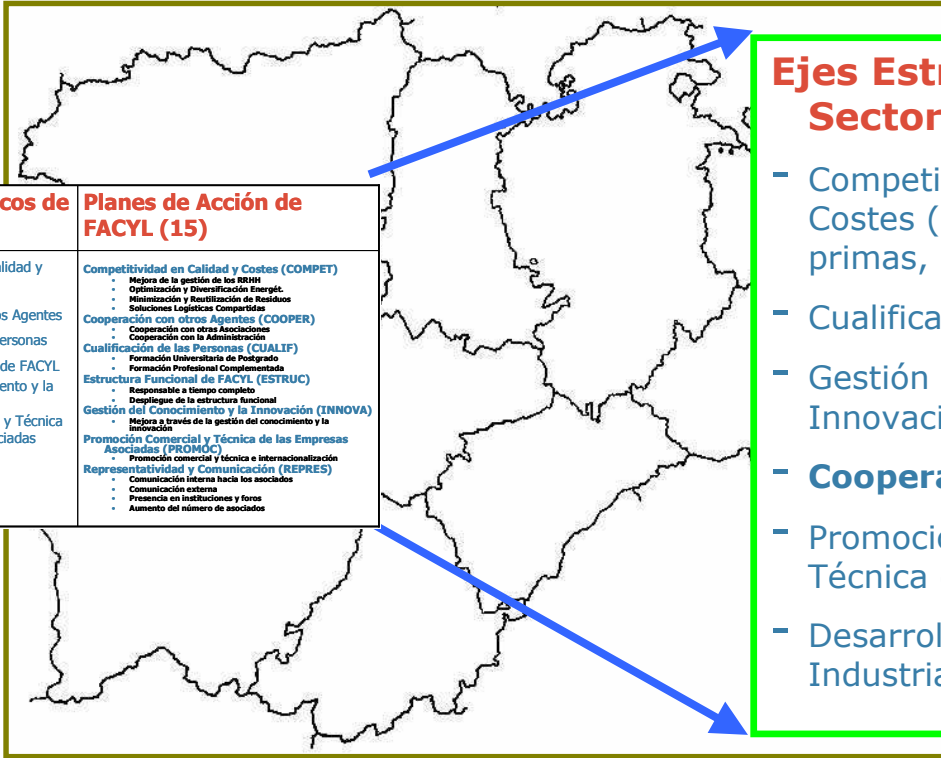 cos de
lidad y
s Agentes
ersonas
de FACYL
ento y la
y Técnica
ciadas
Planes de Acción de
FACYL (15)
Competitividad en Calidad y Costes (COMPET)
Mejora de la gestión de los RRHH
Optimización y Diversificación Energét.
Minimización y Reutilización de Residuos
Soluciones Logísticas Compartidas
Cooperación con otros Agentes (COOPER)
Cooperación con otras Asociaciones
Cooperación con la Administración
Cualificación de las Personas (CUALIF)
Formación Universitaria de Postgrado
Formación Profesional Complementada
Estructura Funcional de FACYL (ESTRUC)
Responsable a tiempo completo
Despliegue de la estructura funcional
Gestión del Conocimiento y la Innovación (INNOVA)
Mejora a través de la gestión del conocimiento y la
innovación
Promoción Comercial y Técnica de las Empresas
Asociadas (PROMOC)
Promoción comercial y técnica e internacionalización
Representatividad y Comunicación (REPRES)
Comunicación interna hacia los asociados
Comunicación externa
Presencia en instituciones y foros
Aumento del número de asociados
Ejes Estr
Sector
- Competi
Costes (
primas,
- Cualifica
- Gestión
Innovaci
- Coopera
- Promoci
Técnica
- Desarrol
Industria